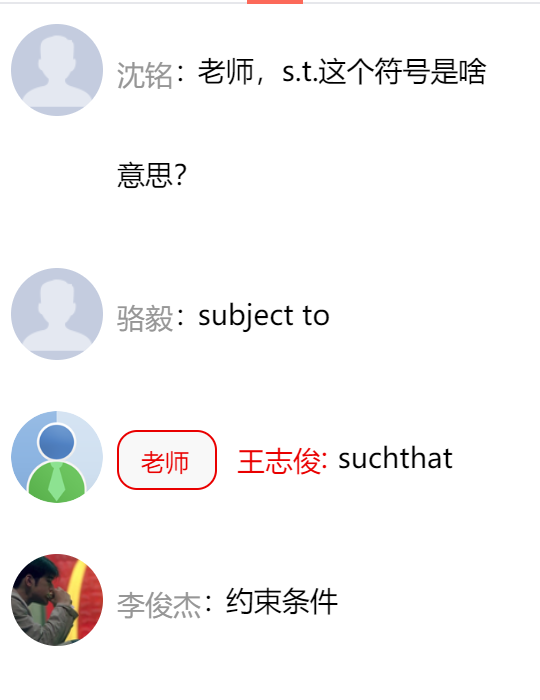 沈铭：老师，s.t.这个符号是啥
意思？
骆毅：subject to
老师 王志俊: suchthat
李俊杰：约束条件